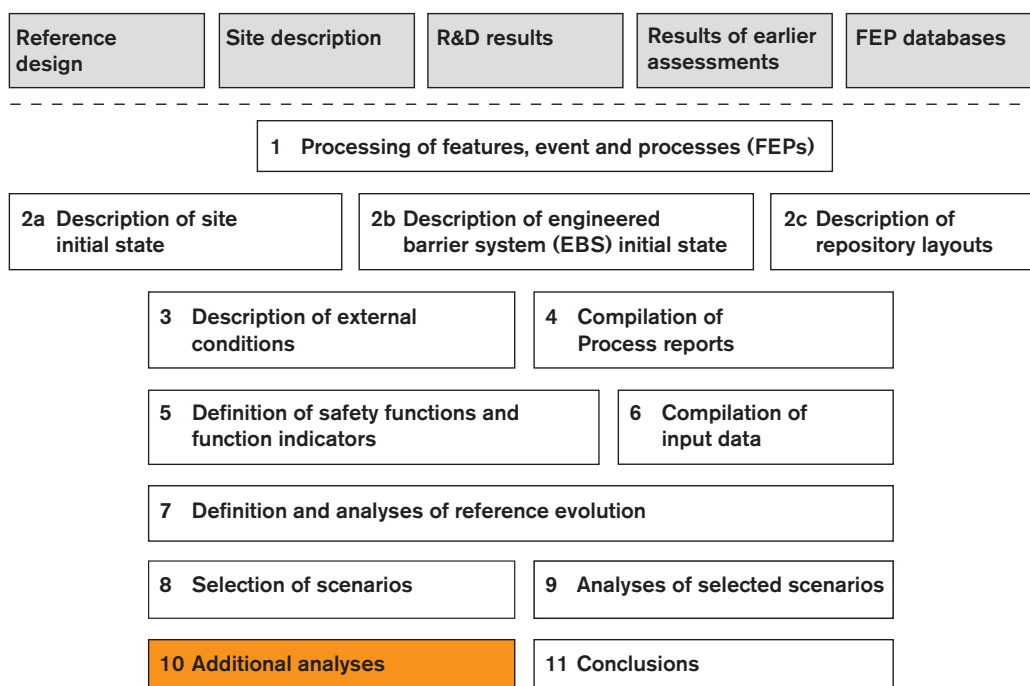 Reference
design
Site description
R&D results
Results of earlier
assessments
FEP databases
1 Processing of features, event and processes (FEPs)
2a Description of site
initial state
2b Description of engineered
barrier system (EBS) initial state
2c Description of
repository layouts
3 Description of external
conditions
4 Compilation of
Process reports
5 Definition of safety functions and
function indicators
6 Compilation of
input data
7 Definition and analyses of reference evolution
8 Selection of scenarios
9 Analyses of selected scenarios
10 Additional analyses
11 Conclusions